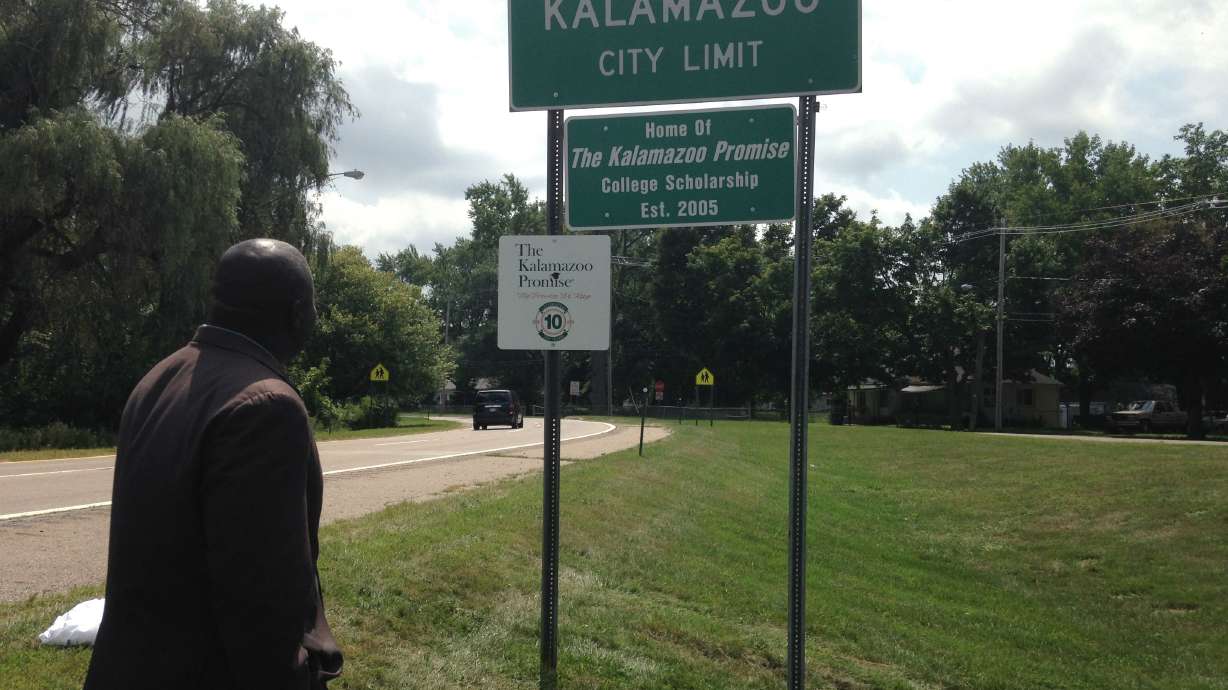 KALAMAZOO
CITY LIMIT
Home Of
The Kalamazoo Promise
College Scholarship
Est. 2005
The
Kalamazoo
Promise
10